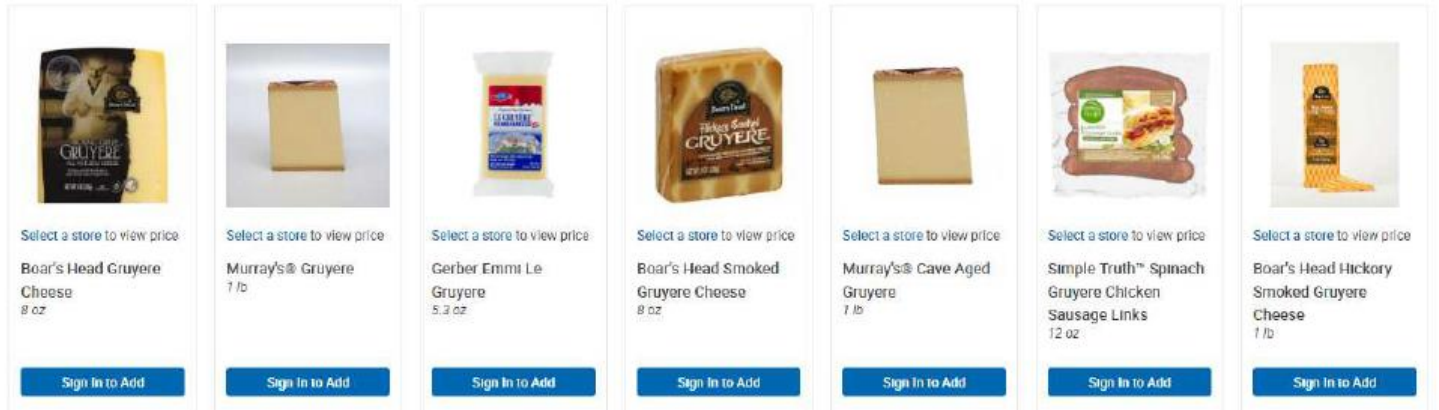 Boar's Head
GRUYERE
LE GRUYERE
Boar's Head
Hickory Smoked
GRUYERE
Select a store to view price
Boar's Head Gruyere
Cheese
8 oz
Sign In to Add
Select a store to view price
Murray's® Gruyere
1 lb
Sign In to Add
Select a store to view price
Gerber Emmi Le
Gruyere
5.3 oz
Sign In to Add
Select a store to view price
Boar's Head Smoked
Gruyere Cheese
8 oz
Sign In to Add
Select a store to view price
Murray's® Cave Aged
Gruyere
1 lb
Sign In to Add
Select a store to view price
Simple Truth™ Spinach
Gruyere Chicken
Sausage Links
12 oz
Sign In to Add
Select a store to view price
Boar's Head Hickory
Smoked Gruyere
Cheese
1 lb
Sign In to Add